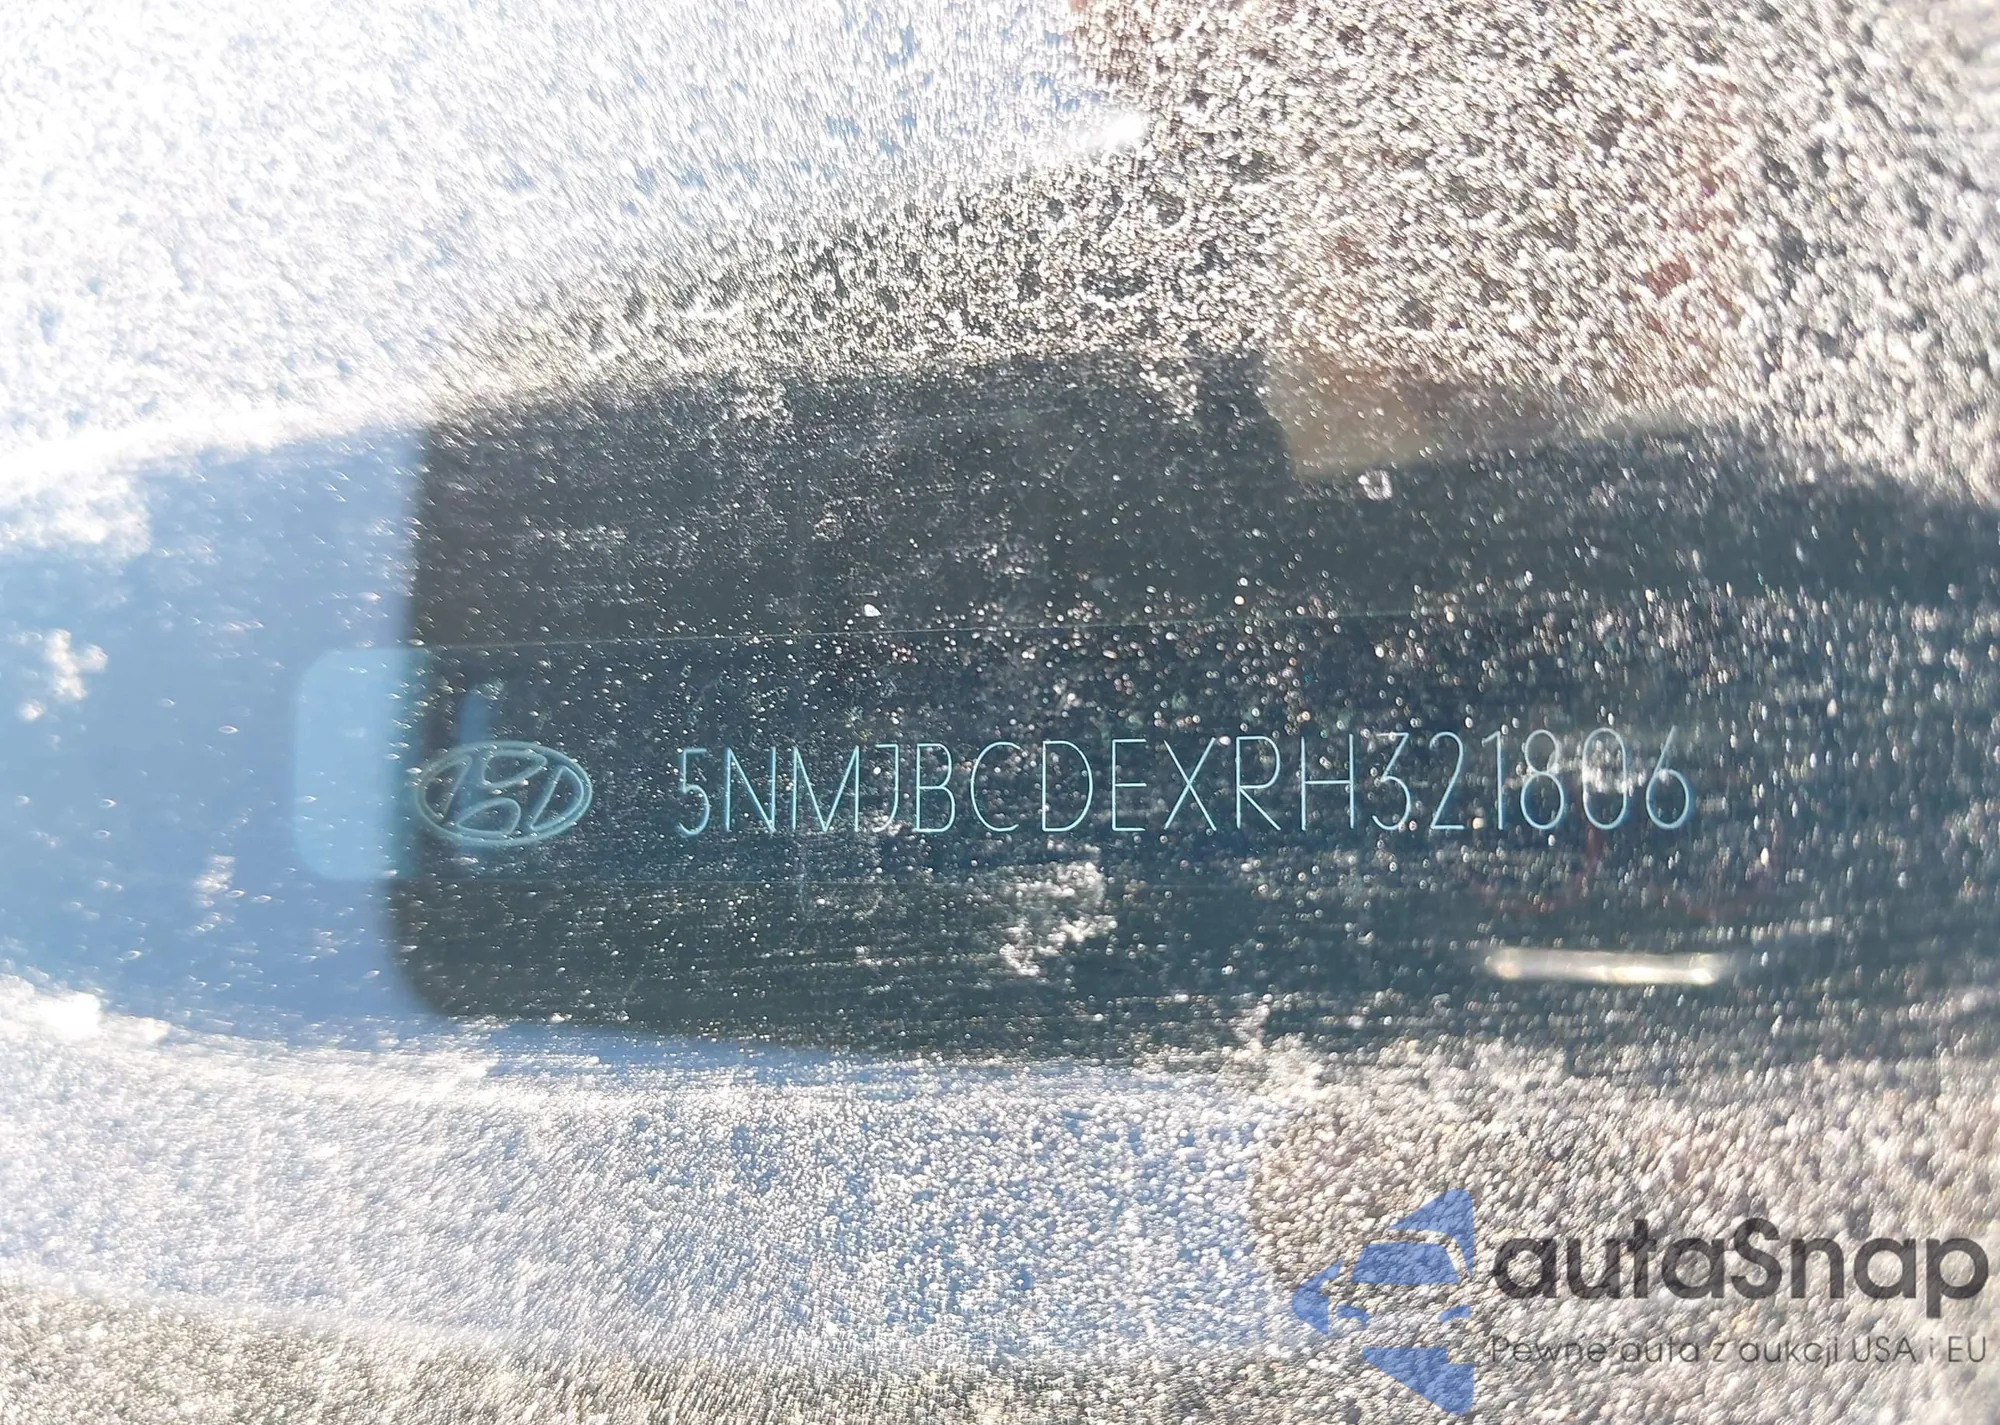 5NMJBCDEXRH321806
autaSnap
Pewne auta z aukcji USA i EU